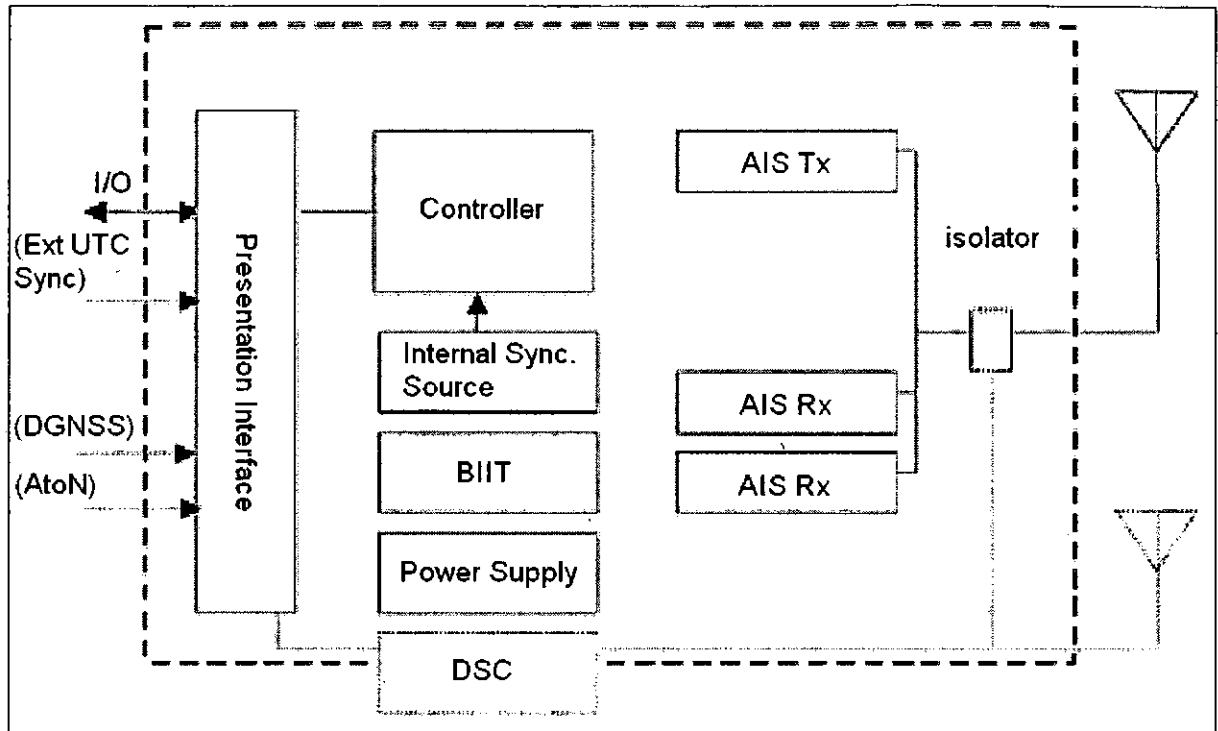 I/O
(Ext UTC
Sync)
(DGNSS)
(AtoN)
Presentation Interface
Controller
Internal Sync.
Source
BIIT
Power Supply
DSC
AIS Tx
AIS Rx
AIS Rx
isolator